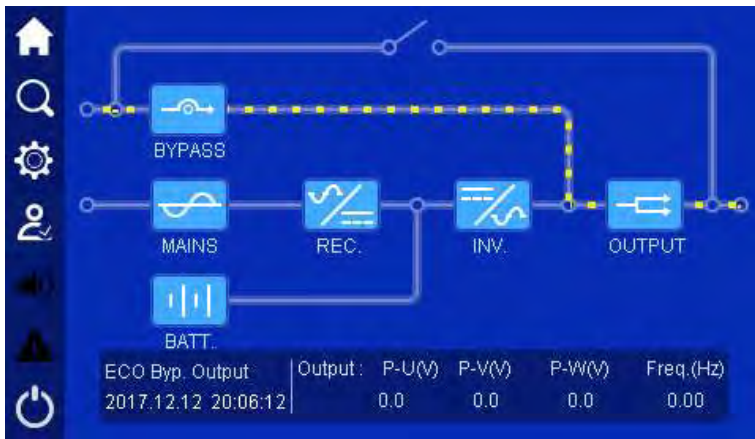 BYPASS
MAINS
REC.
INV.
OUTPUT
BATT.
ECO Byp. Output
2017.12.12 20:06:12
Output : P-U(V) P-V(V) P-W(V) Freq.(Hz)
0.0 0.0 0.0 0.00